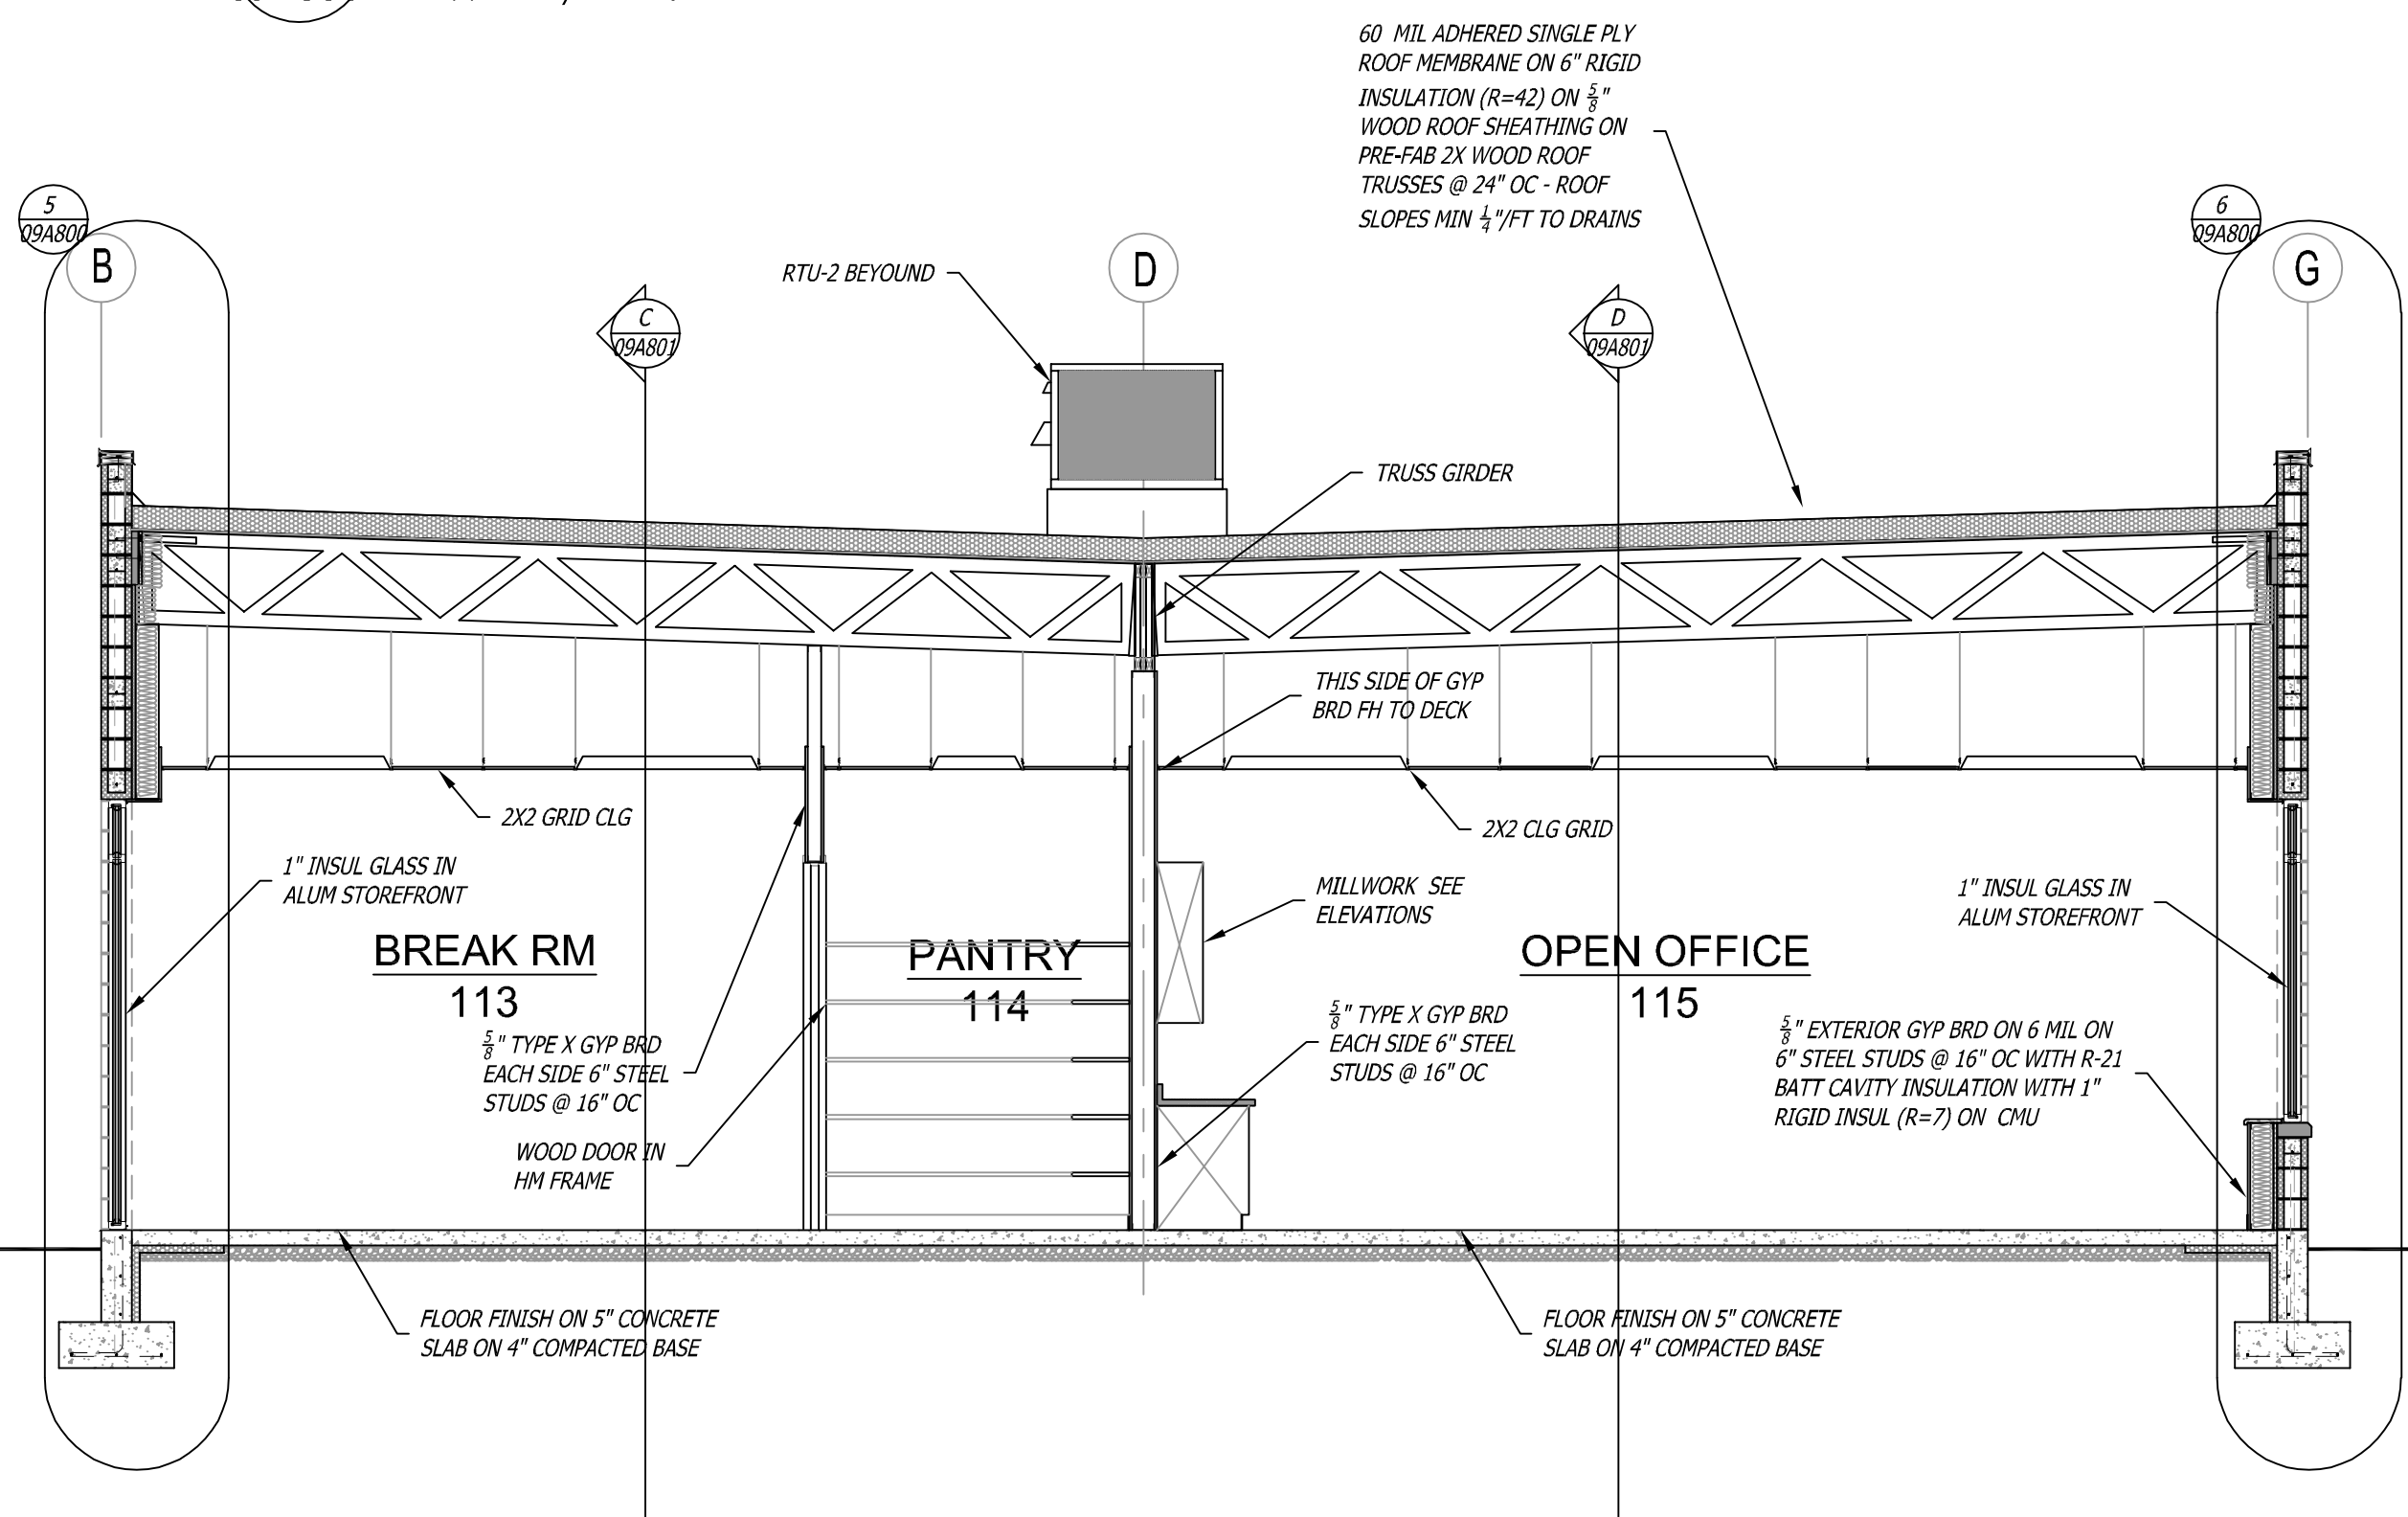 60 MIL ADHERED SINGLE PLY
ROOF MEMBRANE ON 6" RIGID
INSULATION (R=42) ON 5/8"
WOOD ROOF SHEATHING ON
PRE-FAB 2X WOOD ROOF
TRUSSES @ 24" OC - ROOF
SLOPES MIN 1/4"/FT TO DRAINS
5
09A800
6
09A800
B
D
G
RTU-2 BEYOUND
C
09A801
D
09A801
TRUSS GIRDER
THIS SIDE OF GYP
BRD FH TO DECK
2X2 GRID CLG
2X2 CLG GRID
1" INSUL GLASS IN
ALUM STOREFRONT
MILLWORK SEE
ELEVATIONS
1" INSUL GLASS IN
ALUM STOREFRONT
BREAK RM
113
PANTRY
114
OPEN OFFICE
115
5/8" TYPE X GYP BRD
EACH SIDE 6" STEEL
STUDS @ 16" OC
5/8" TYPE X GYP BRD
EACH SIDE 6" STEEL
STUDS @ 16" OC
5/8" EXTERIOR GYP BRD ON 6 MIL ON
6" STEEL STUDS @ 16" OC WITH R-21
BATT CAVITY INSULATION WITH 1"
RIGID INSUL (R=7) ON CMU
WOOD DOOR IN
HM FRAME
FLOOR FINISH ON 5" CONCRETE
SLAB ON 4" COMPACTED BASE
FLOOR FINISH ON 5" CONCRETE
SLAB ON 4" COMPACTED BASE